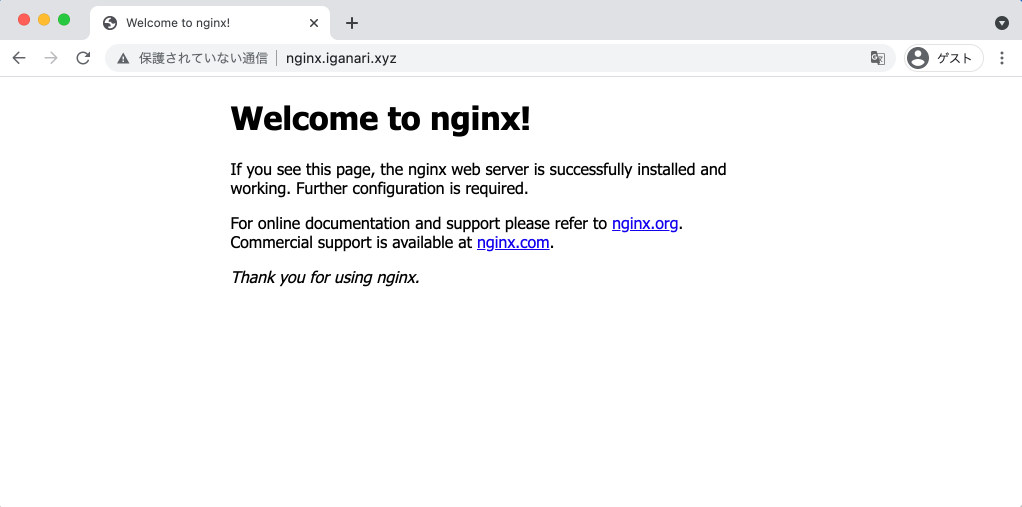 Welcome to nginx!
保護されていない通信 nginx.iganari.xyz ゲスト
Welcome to nginx!
If you see this page, the nginx web server is successfully installed and
working. Further configuration is required.
For online documentation and support please refer to nginx.org.
Commercial support is available at nginx.com.
Thank you for using nginx.